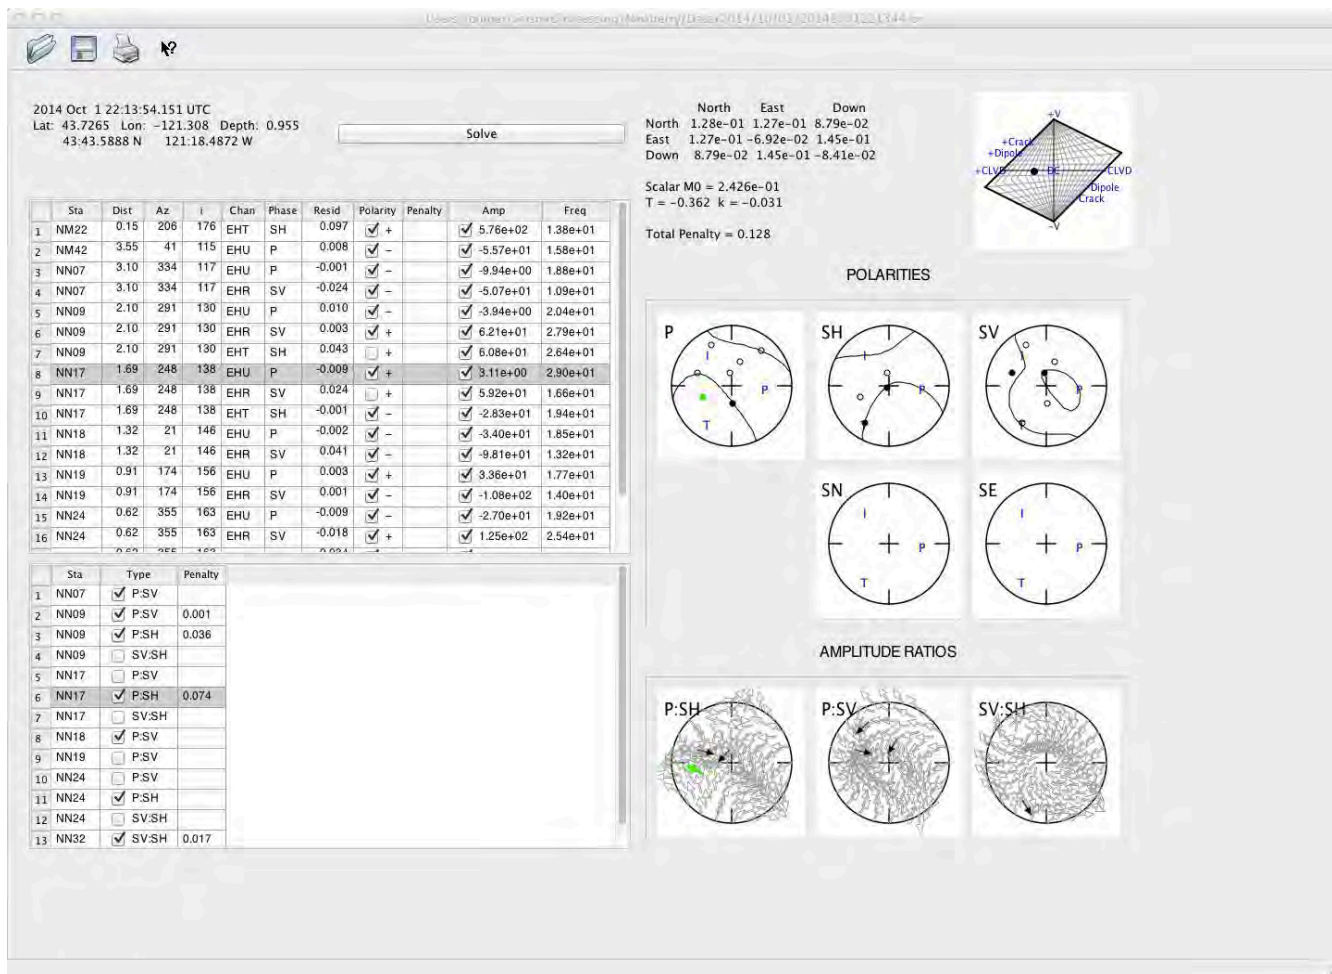 2014 Oct 1 22:13:54.151 UTC
Lat: 43.7265 Lon: -121.308 Depth: 0.955
43:43.5888 N 121:18.4872 W
Solve
North East Down
North 1.28e-01 1.27e-01 8.79e-02
East 1.27e-01 -6.92e-02 1.45e-01
Down 8.79e-02 1.45e-01 -8.41e-02
Scalar M0 = 2.426e-01
T = -0.362 k = -0.031
Total Penalty = 0.128
+V
+Crack
+Dipole
+CLVD DC -CLVD
-Dipole
-Crack
-V
Sta Dist Az i Chan Phase Resid Polarity Penalty Amp Freq
1 NM22 0.15 206 176 EHT SH 0.097 + 5.76e+02 1.38e+01
2 NM42 3.55 41 115 EHU P 0.008 - -5.57e+01 1.58e+01
3 NN07 3.10 334 117 EHU P -0.001 - -9.94e+00 1.88e+01
4 NN07 3.10 334 117 EHR SV -0.024 - -5.07e+01 1.09e+01
5 NN09 2.10 291 130 EHU P 0.010 - -3.94e+00 2.04e+01
6 NN09 2.10 291 130 EHR SV 0.003 + 6.21e+01 2.79e+01
7 NN09 2.10 291 130 EHT SH 0.043 + 6.08e+01 2.64e+01
8 NN17 1.69 248 138 EHU P -0.009 + 3.11e+00 2.90e+01
9 NN17 1.69 248 138 EHR SV 0.024 + 5.92e+01 1.66e+01
10 NN17 1.69 248 138 EHT SH -0.001 - -2.83e+01 1.94e+01
11 NN18 1.32 21 146 EHU P -0.002 - -3.40e+01 1.85e+01
12 NN18 1.32 21 146 EHR SV 0.041 - -9.81e+01 1.32e+01
13 NN19 0.91 174 156 EHU P 0.003 + 3.36e+01 1.77e+01
14 NN19 0.91 174 156 EHR SV 0.001 - -1.08e+02 1.40e+01
15 NN24 0.62 355 163 EHU P -0.009 - -2.70e+01 1.92e+01
16 NN24 0.62 355 163 EHR SV -0.018 + 1.25e+02 2.54e+01
Sta Type Penalty
1 NN07 P:SV
2 NN09 P:SV 0.001
3 NN09 P:SH 0.036
4 NN09 SV:SH
5 NN17 P:SV
6 NN17 P:SH 0.074
7 NN17 SV:SH
8 NN18 P:SV
9 NN19 P:SV
10 NN24 P:SV
11 NN24 P:SH
12 NN24 SV:SH
13 NN32 SV:SH 0.017
POLARITIES
P I P T
SH I P
SV I P T
SN I P T
SE I P T
AMPLITUDE RATIOS
P:SH P:SV SV:SH